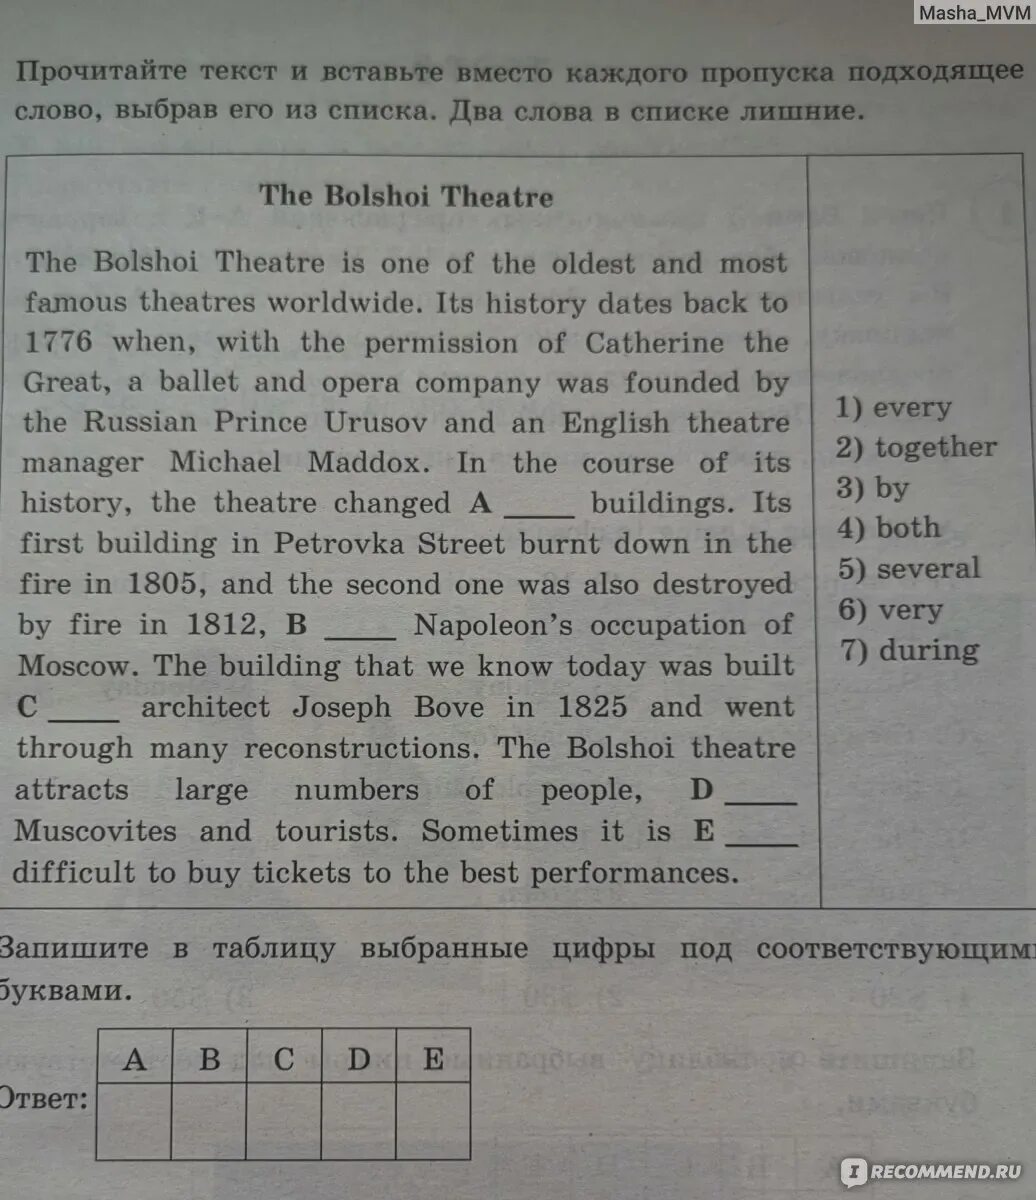 Masha_MVM
Прочитайте текст и вставьте вместо каждого пропуска подходящее
слово, выбрав его из списка. Два слова в списке лишние.
The Bolshoi Theatre
The Bolshoi Theatre is one of the oldest and most
famous theatres worldwide. Its history dates back to
1776 when, with the permission of Catherine the
Great, a ballet and opera company was founded by
the Russian Prince Urusov and an English theatre
manager Michael Maddox. In the course of its
history, the theatre changed A ____ buildings. Its
first building in Petrovka Street burnt down in the
fire in 1805, and the second one was also destroyed
by fire in 1812, B ____ Napoleon's occupation of
Moscow. The building that we know today was built
C ____ architect Joseph Bove in 1825 and went
through many reconstructions. The Bolshoi theatre
attracts large numbers of people, D ____
Muscovites and tourists. Sometimes it is E ____
difficult to buy tickets to the best performances.
1) every
2) together
3) by
4) both
5) several
6) very
7) during
Запишите в таблицу выбранные цифры под соответствующими
буквами.
A B C D E
Ответ:
IRECOMMEND.RU